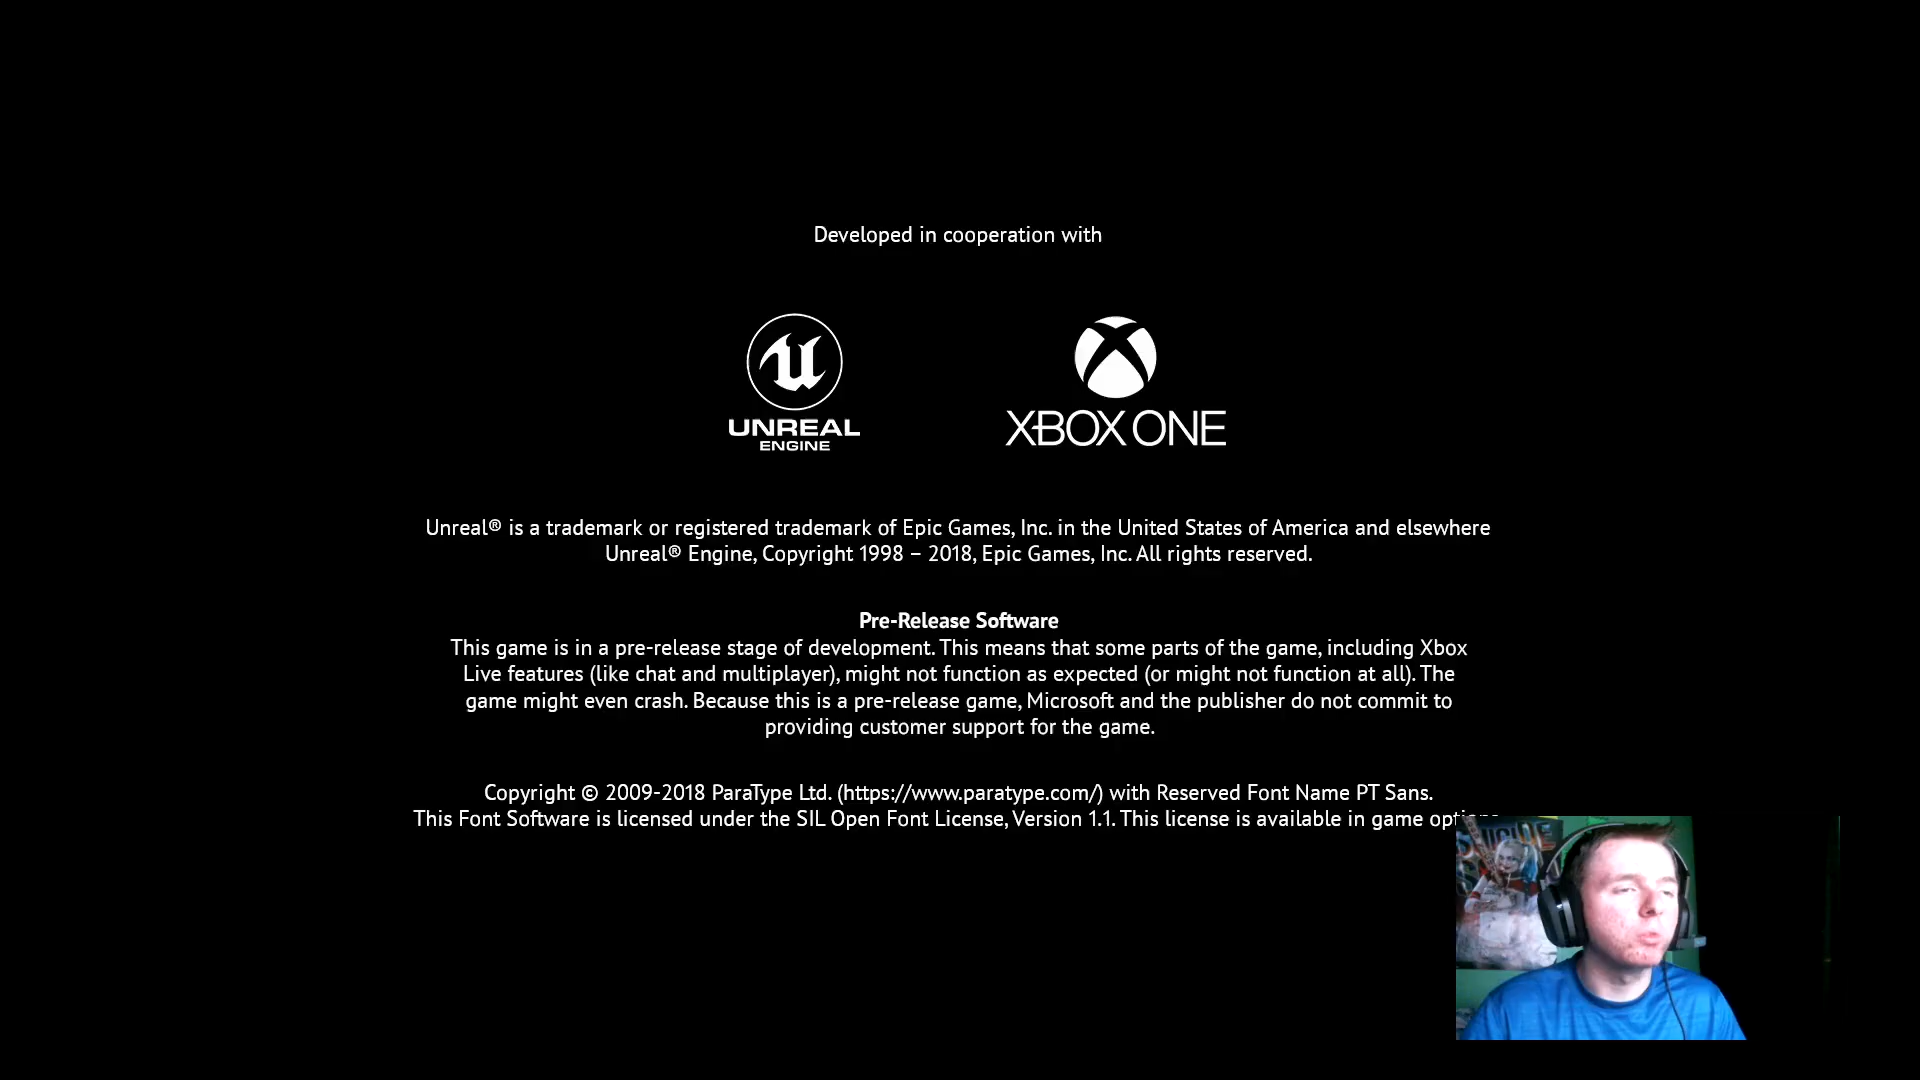 Developed in cooperation with
UNREAL
ENGINE
XBOX ONE
Unreal® is a trademark or registered trademark of Epic Games, Inc. in the United States of America and elsewhere
Unreal® Engine, Copyright 1998 – 2018, Epic Games, Inc. All rights reserved.
Pre-Release Software
This game is in a pre-release stage of development. This means that some parts of the game, including Xbox
Live features (like chat and multiplayer), might not function as expected (or might not function at all). The
game might even crash. Because this is a pre-release game, Microsoft and the publisher do not commit to
providing customer support for the game.
Copyright © 2009-2018 ParaType Ltd. (https://www.paratype.com/) with Reserved Font Name PT Sans.
This Font Software is licensed under the SIL Open Font License, Version 1.1. This license is available in game options